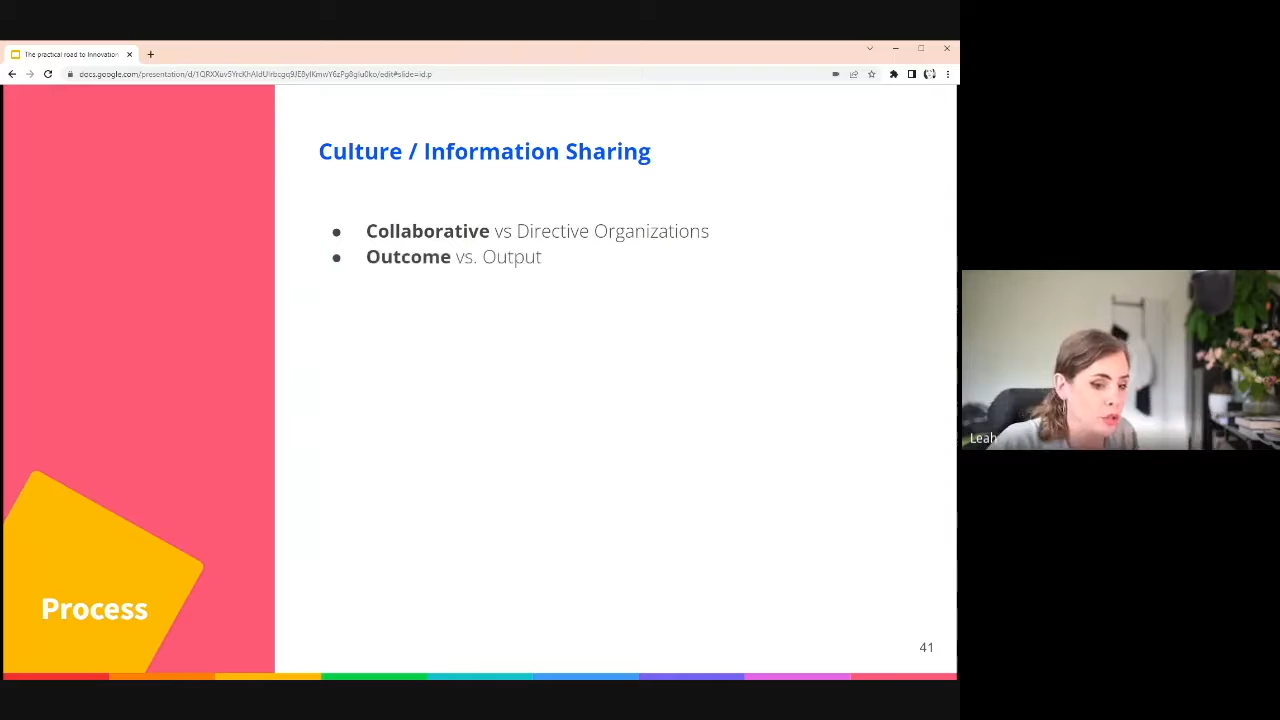 The practical road to Innovation
Culture / Information Sharing
● Collaborative vs Directive Organizations
● Outcome vs. Output
Process
41
Leah